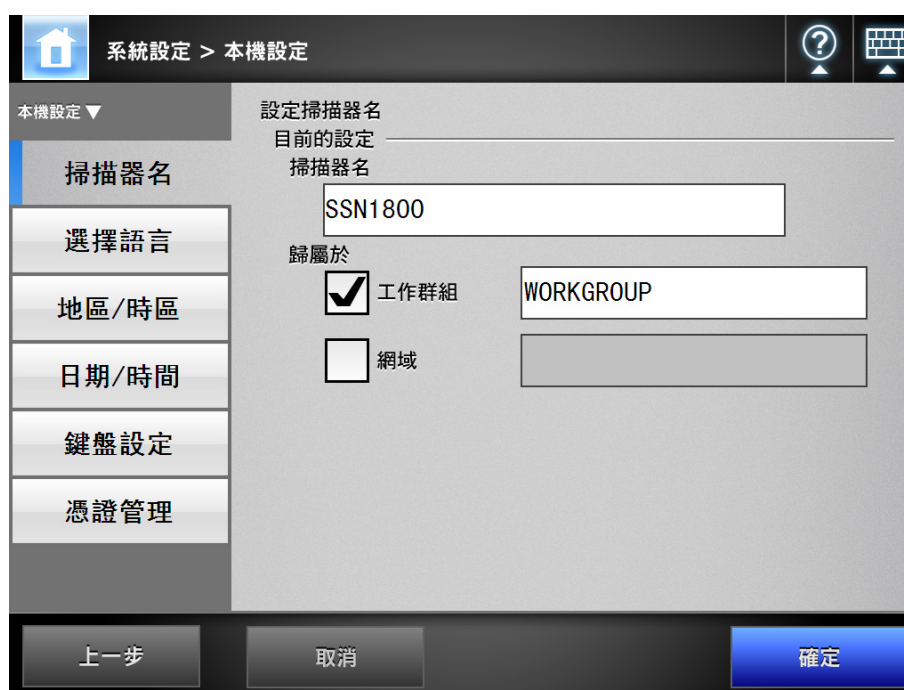 系統設定 > 本機設定
?
本機設定▼
掃描器名
選擇語言
地區/時區
日期/時間
鍵盤設定
憑證管理
設定掃描器名
目前的設定
掃描器名
SSN1800
歸屬於
工作群組 WORKGROUP
網域
上一步 取消 確定